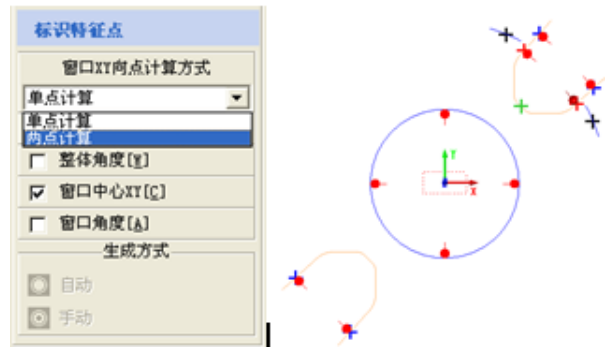 标识特征点
窗口XY向点计算方式
单点计算
单点计算
两点计算
整体角度[W]
窗口中心XY[C]
窗口角度[A]
生成方式
自动
手动
Y
X